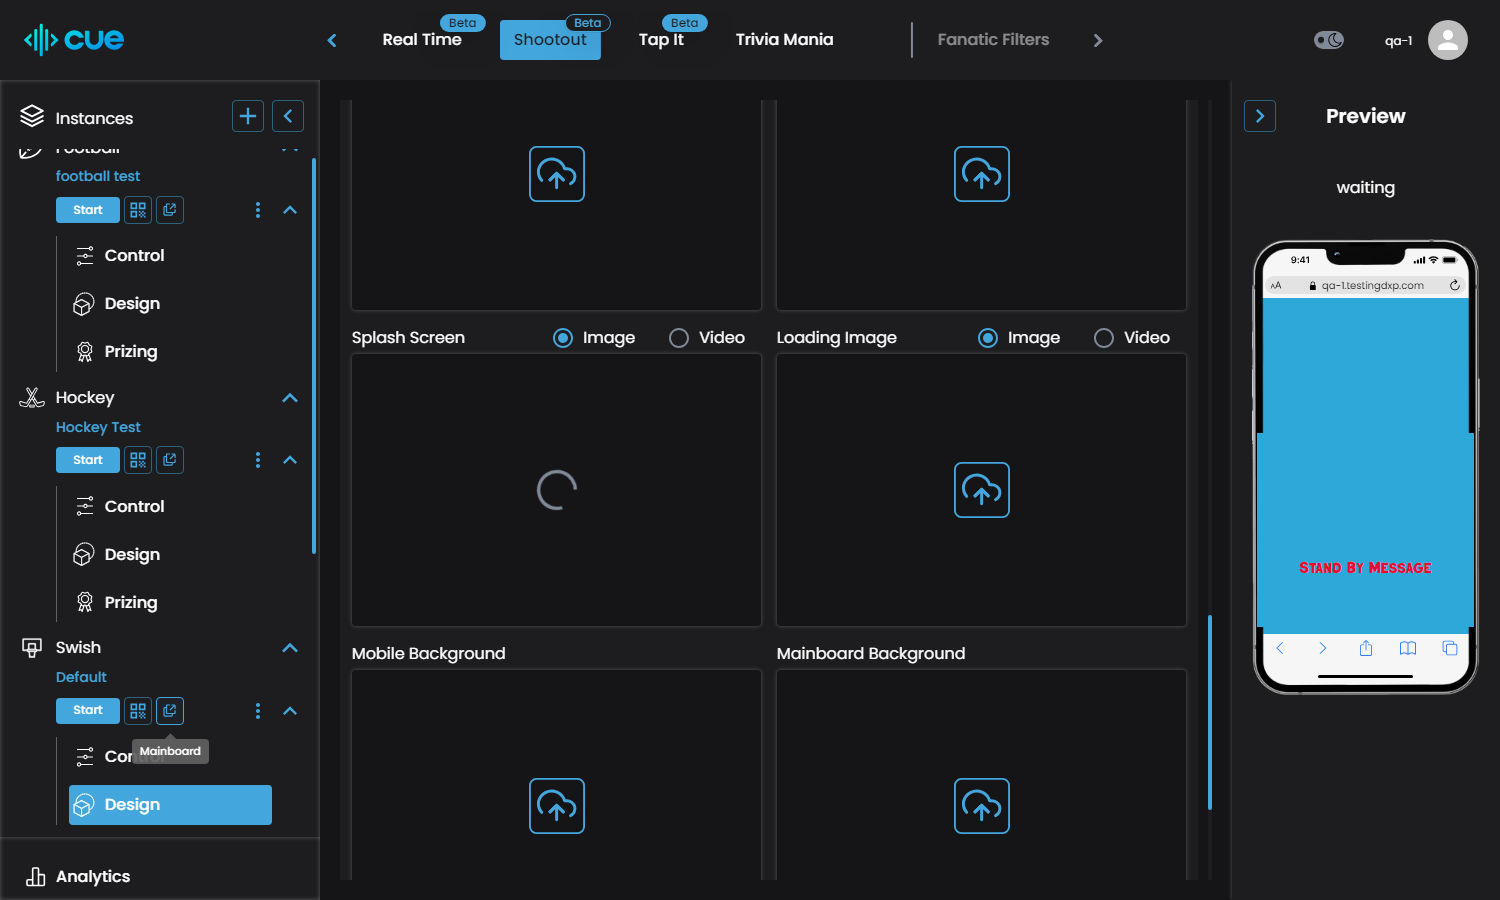 cue
Real Time
Beta
Shootout
Beta
Tap It
Beta
Trivia Mania
Fanatic Filters
qa-1
Instances
Football
football test
Start
Control
Design
Prizing
Hockey
Hockey Test
Start
Control
Design
Prizing
Swish
Default
Start
Mainboard
Design
Analytics
Splash Screen
Image
Video
Loading Image
Image
Video
Mobile Background
Mainboard Background
Preview
waiting
9:41
AA
qa-1.testingdxp.com
Stand By Message